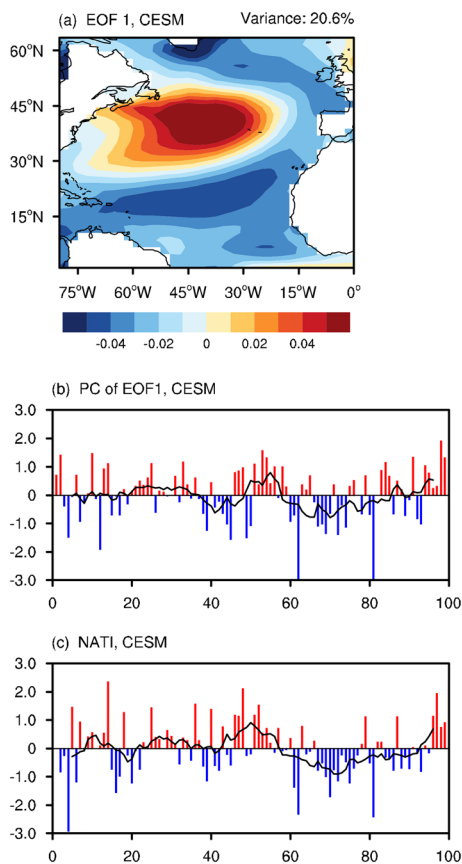 (a) EOF 1, CESM Variance: 20.6%
60°N
45°N
30°N
15°N
75°W 60°W 45°W 30°W 15°W 0°
-0.04 -0.02 0 0.02 0.04
(b) PC of EOF1, CESM
3.0
2.0
1.0
0
-1.0
-2.0
-3.0
0 20 40 60 80 100
(c) NATI, CESM
3.0
2.0
1.0
0
-1.0
-2.0
-3.0
0 20 40 60 80 100